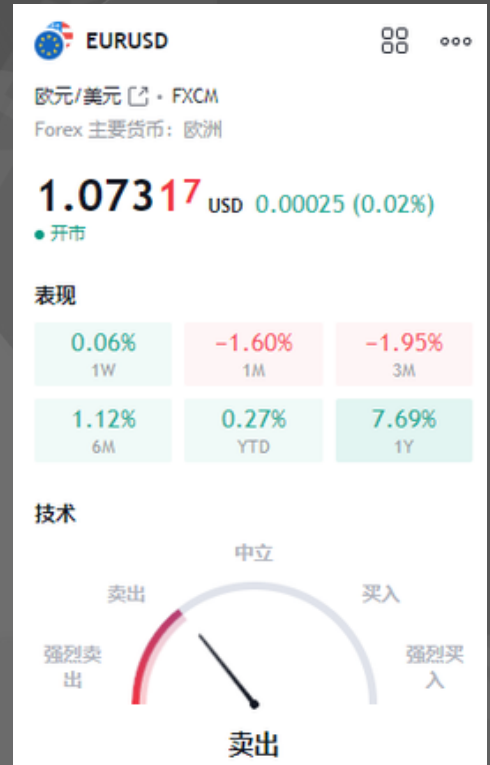 EURUSD
欧元/美元 · FXCM
Forex 主要货币：欧洲
1.07317 USD 0.00025 (0.02%)
开市
表现
0.06% −1.60% −1.95%
1W 1M 3M
1.12% 0.27% 7.69%
6M YTD 1Y
技术
中立
卖出 买入
强烈卖出 强烈买入
卖出